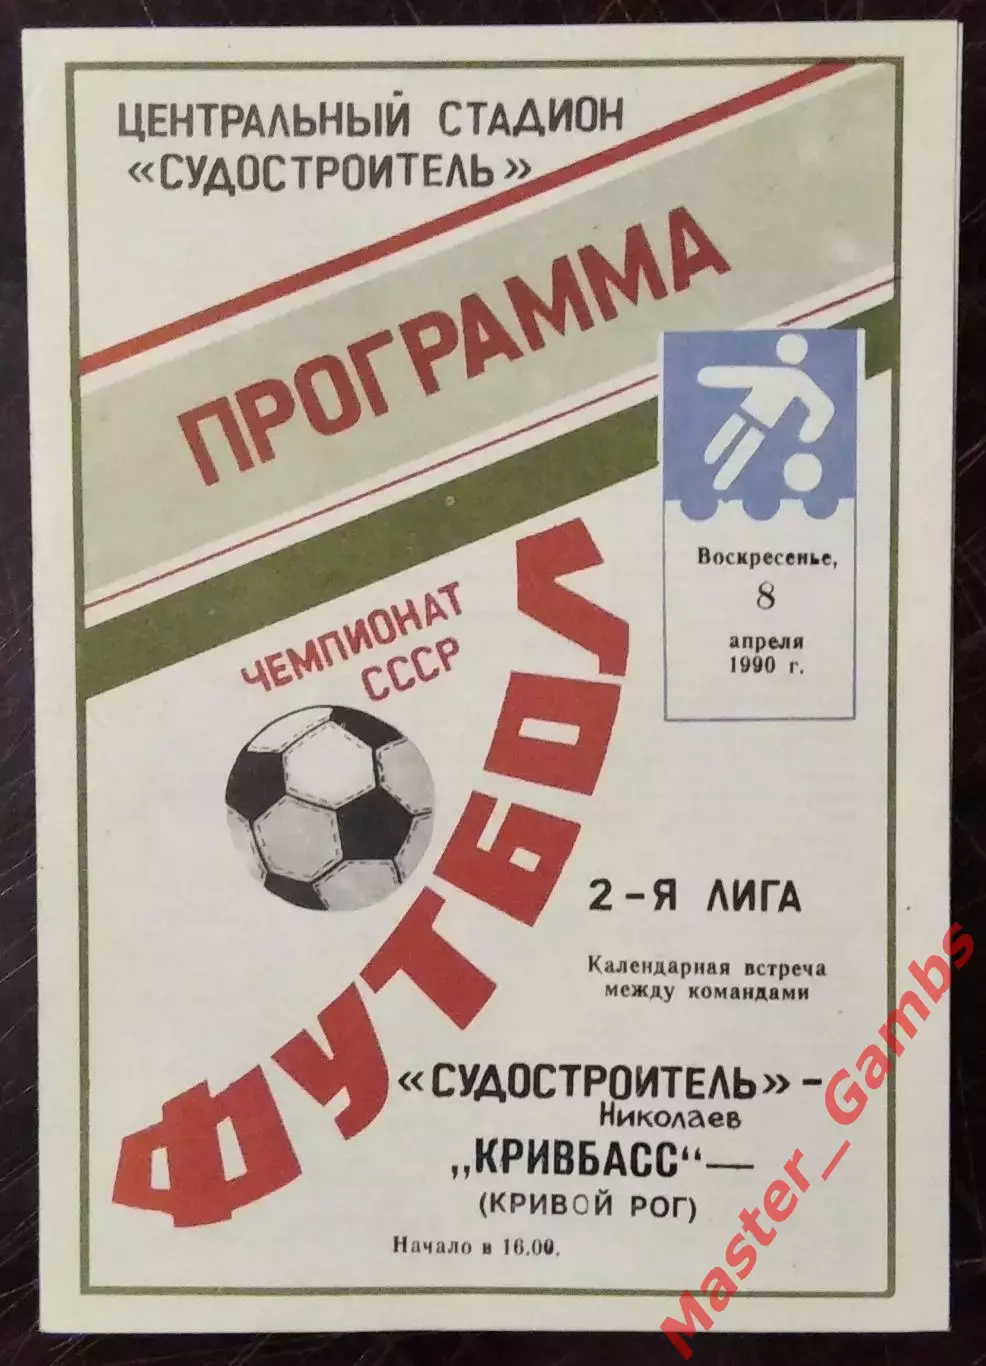 ЦЕНТРАЛЬНЫЙ СТАДИОН
«СУДОСТРОИТЕЛЬ»
ПРОГРАММА
Воскресенье,
8
апреля
1990 г.
ЧЕМПИОНАТ
СССР
ФУТБОЛ
2-Я ЛИГА
Календарная встреча
между командами
«СУДОСТРОИТЕЛЬ» -
Николаев
„КРИВБАСС“ —
(КРИВОЙ РОГ)
Начало в 16.00.
Master_Gambs